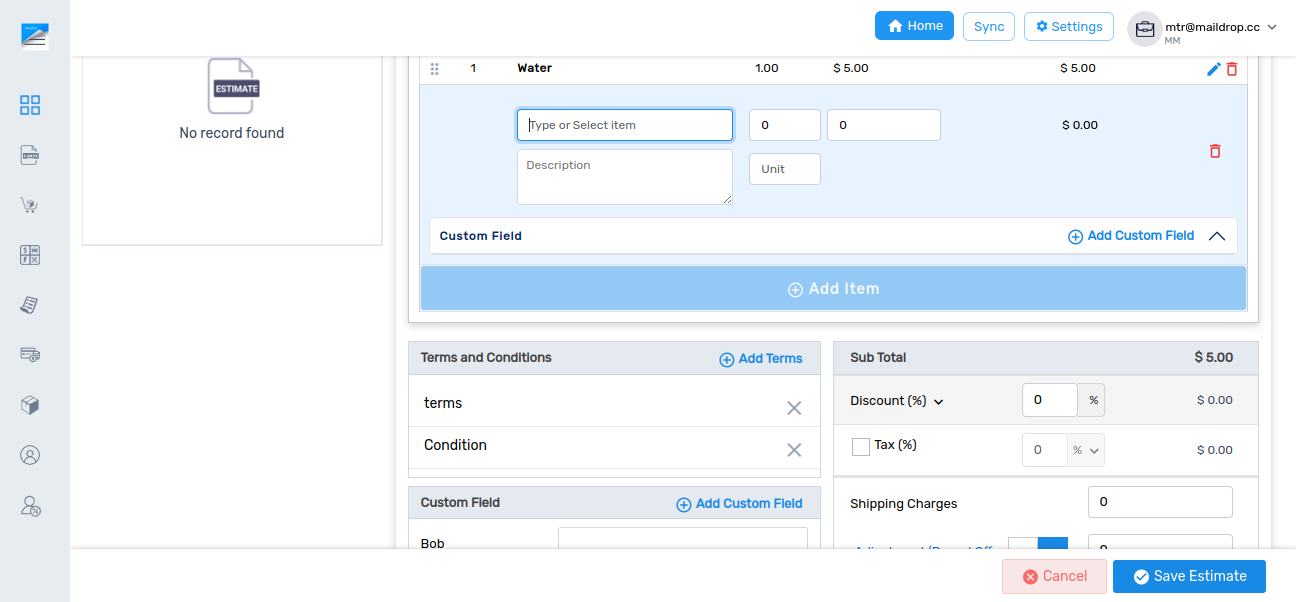 Home
Sync
Settings
mtr@maildrop.cc
MM
ESTIMATE
No record found
1 Water 1.00 $ 5.00 $ 5.00
Type or Select item 0 0 $ 0.00
Description
Unit
Custom Field Add Custom Field
Add Item
Terms and Conditions Add Terms
terms
Condition
Custom Field Add Custom Field
Bob
Sub Total $ 5.00
Discount (%) 0 % $ 0.00
Tax (%) 0 % $ 0.00
Shipping Charges 0
Cancel
Save Estimate